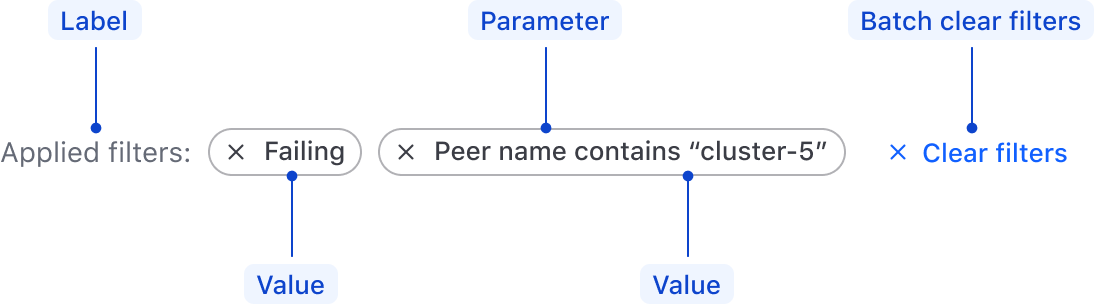 Label Parameter Batch clear filters
Applied filters: × Failing × Peer name contains “cluster-5” × Clear filters
Value Value